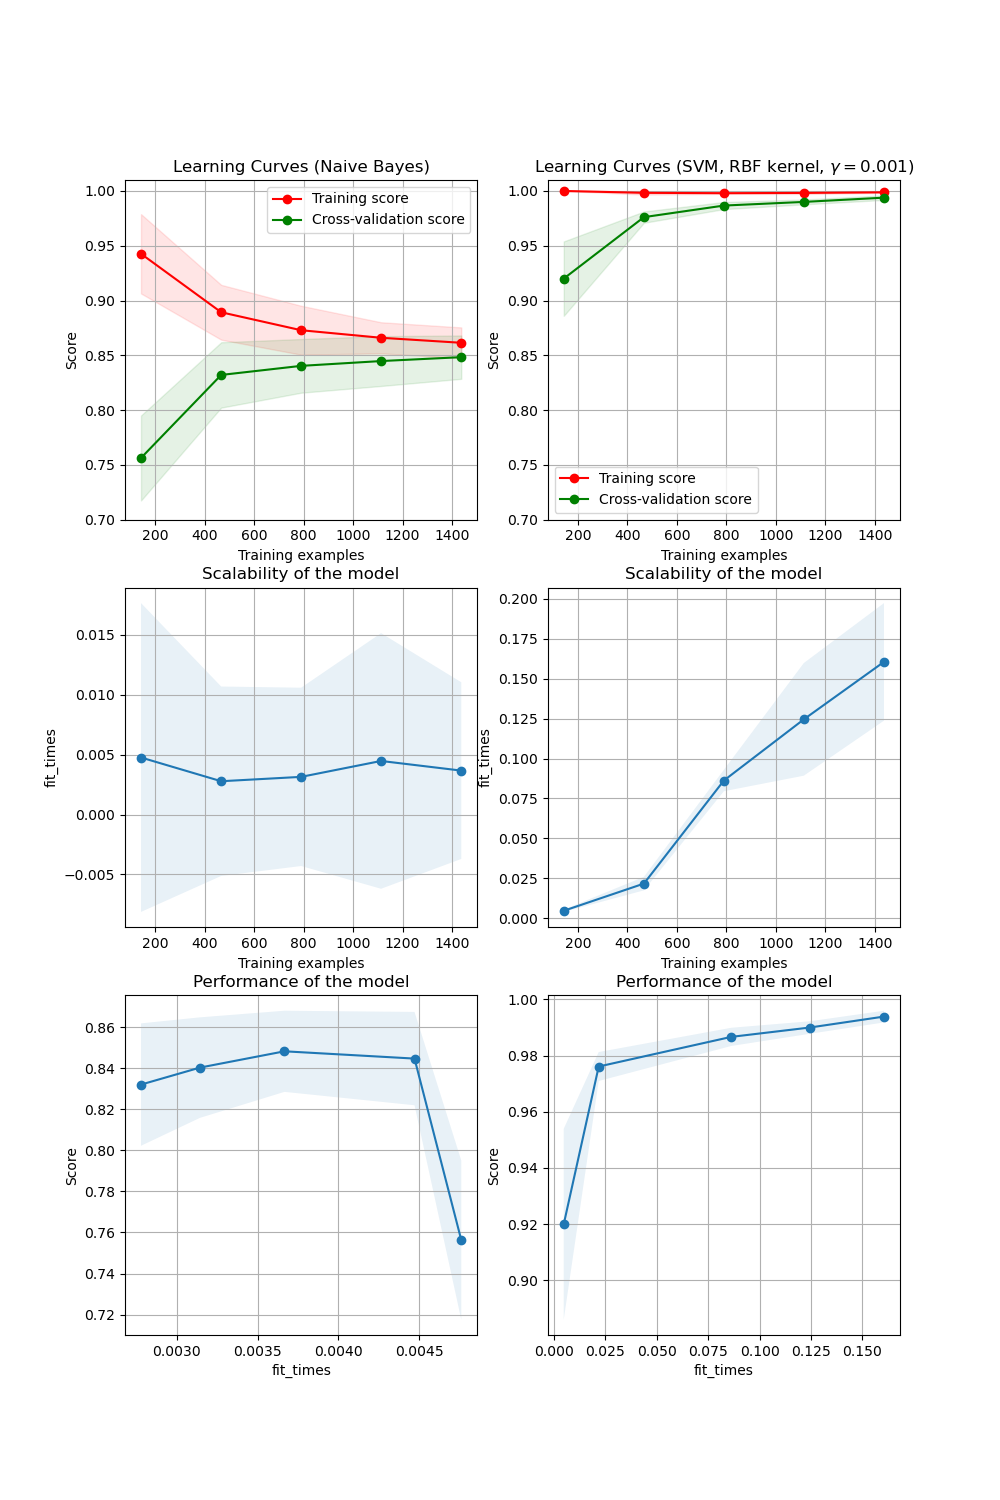 Learning Curves (Naive Bayes)
Learning Curves (SVM, RBF kernel, γ = 0.001)
1.00
0.95
0.90
0.85
0.80
0.75
0.70
Score
Training score
Cross-validation score
200 400 600 800 1000 1200 1400
Training examples
1.00
0.95
0.90
0.85
0.80
0.75
0.70
Score
Training score
Cross-validation score
200 400 600 800 1000 1200 1400
Training examples
Scalability of the model
0.015
0.010
0.005
0.000
−0.005
fit_times
200 400 600 800 1000 1200 1400
Training examples
Scalability of the model
0.200
0.175
0.150
0.125
0.100
0.075
0.050
0.025
0.000
fit_times
200 400 600 800 1000 1200 1400
Training examples
Performance of the model
0.86
0.84
0.82
0.80
0.78
0.76
0.74
0.72
Score
0.0030 0.0035 0.0040 0.0045
fit_times
Performance of the model
1.00
0.98
0.96
0.94
0.92
0.90
Score
0.000 0.025 0.050 0.075 0.100 0.125 0.150
fit_times